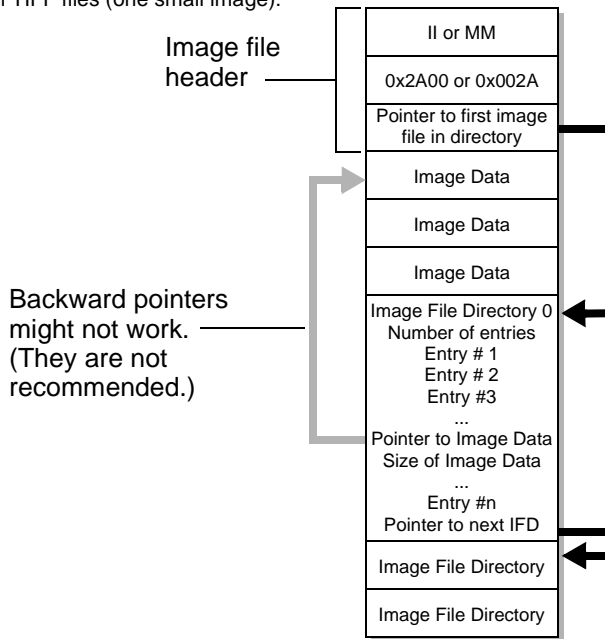 TIFF files (one small image).
Image file
header
II or MM
0x2A00 or 0x002A
Pointer to first image
file in directory
Image Data
Image Data
Image Data
Backward pointers
might not work.
(They are not
recommended.)
Image File Directory 0
Number of entries
Entry # 1
Entry # 2
Entry #3
...
Pointer to Image Data
Size of Image Data
...
Entry #n
Pointer to next IFD
Image File Directory
Image File Directory